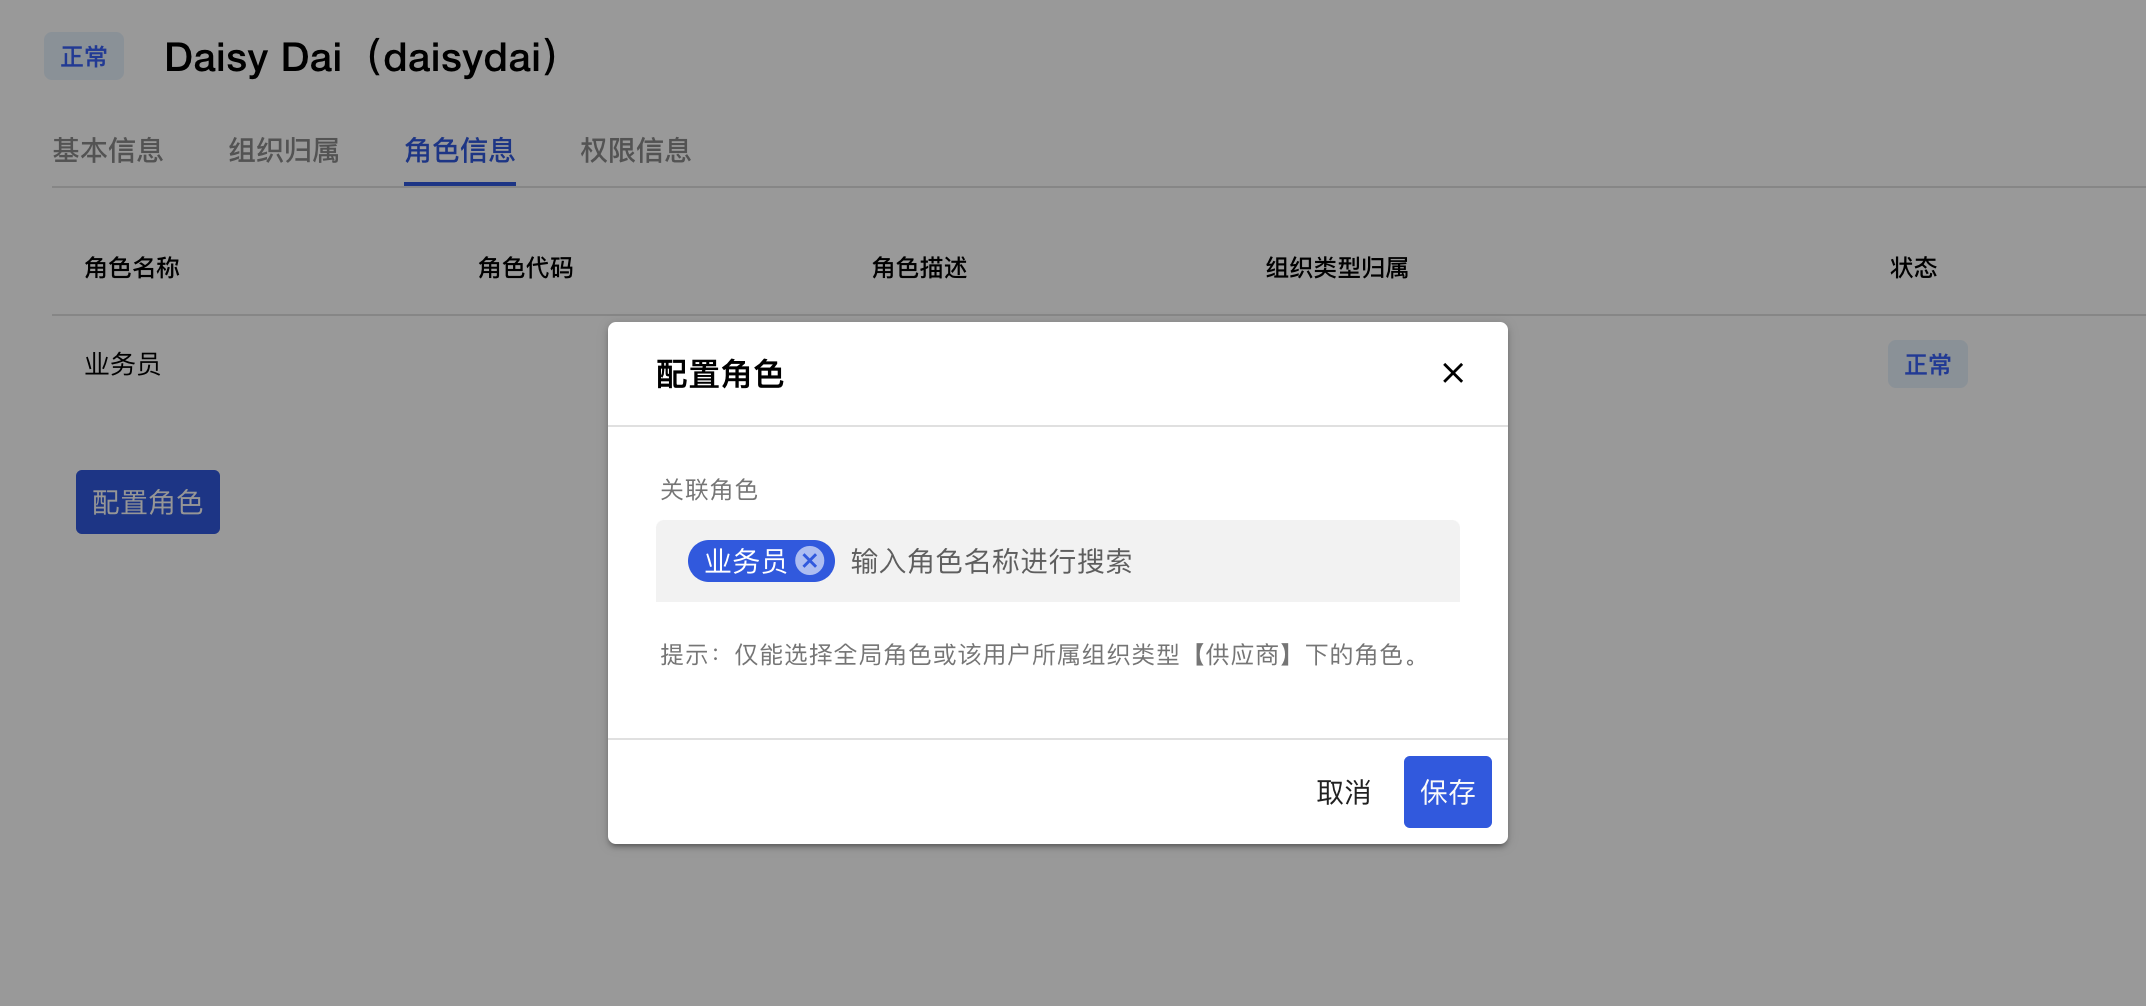 正常 Daisy Dai（daisydai）
基本信息 组织归属 角色信息 权限信息
角色名称 角色代码 角色描述 组织类型归属 状态
业务员 正常
配置角色
配置角色
关联角色
业务员 输入角色名称进行搜索
提示：仅能选择全局角色或该用户所属组织类型【供应商】下的角色。
取消 保存